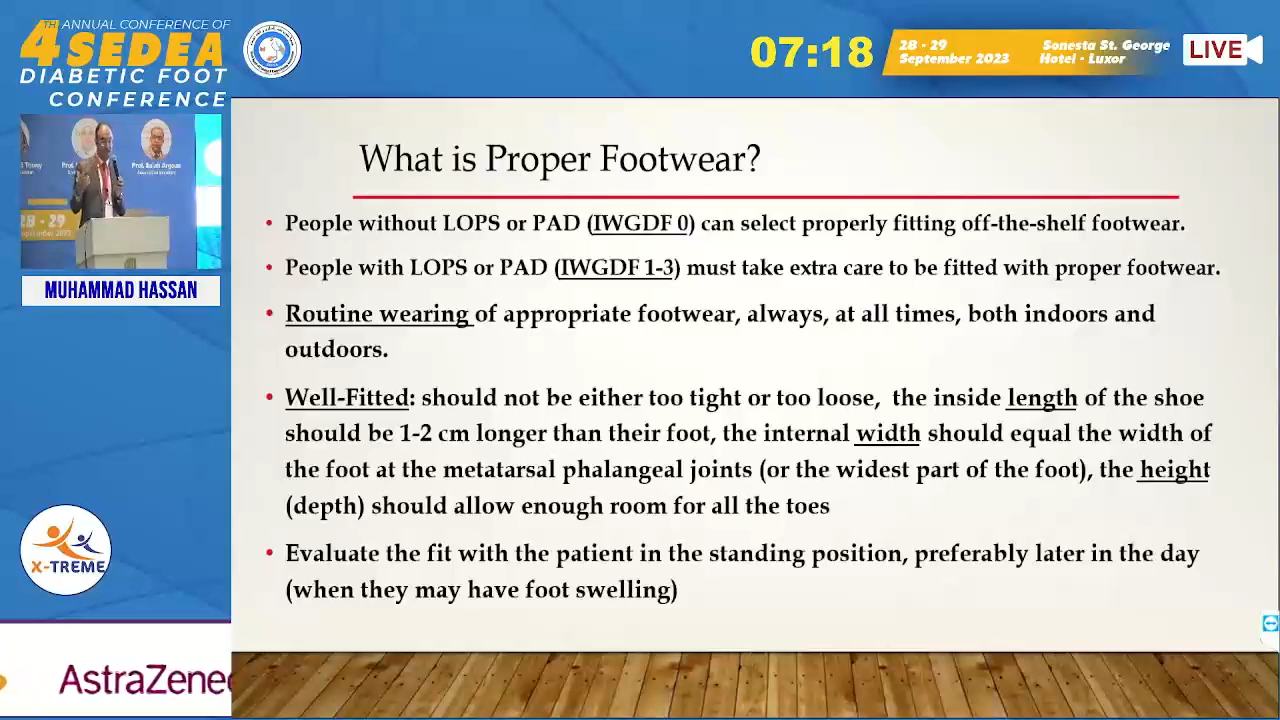 4TH ANNUAL CONFERENCE OF
SEDEA
DIABETIC FOOT
CONFERENCE
07:18
28 - 29
September 2023
Sonesta St. George
Hotel - Luxor
LIVE
28 - 29
MUHAMMAD HASSAN
X-TREME
AstraZene
What is Proper Footwear?
• People without LOPS or PAD (IWGDF 0) can select properly fitting off-the-shelf footwear.
• People with LOPS or PAD (IWGDF 1-3) must take extra care to be fitted with proper footwear.
• Routine wearing of appropriate footwear, always, at all times, both indoors and
outdoors.
• Well-Fitted: should not be either too tight or too loose, the inside length of the shoe
should be 1-2 cm longer than their foot, the internal width should equal the width of
the foot at the metatarsal phalangeal joints (or the widest part of the foot), the height
(depth) should allow enough room for all the toes
• Evaluate the fit with the patient in the standing position, preferably later in the day
(when they may have foot swelling)